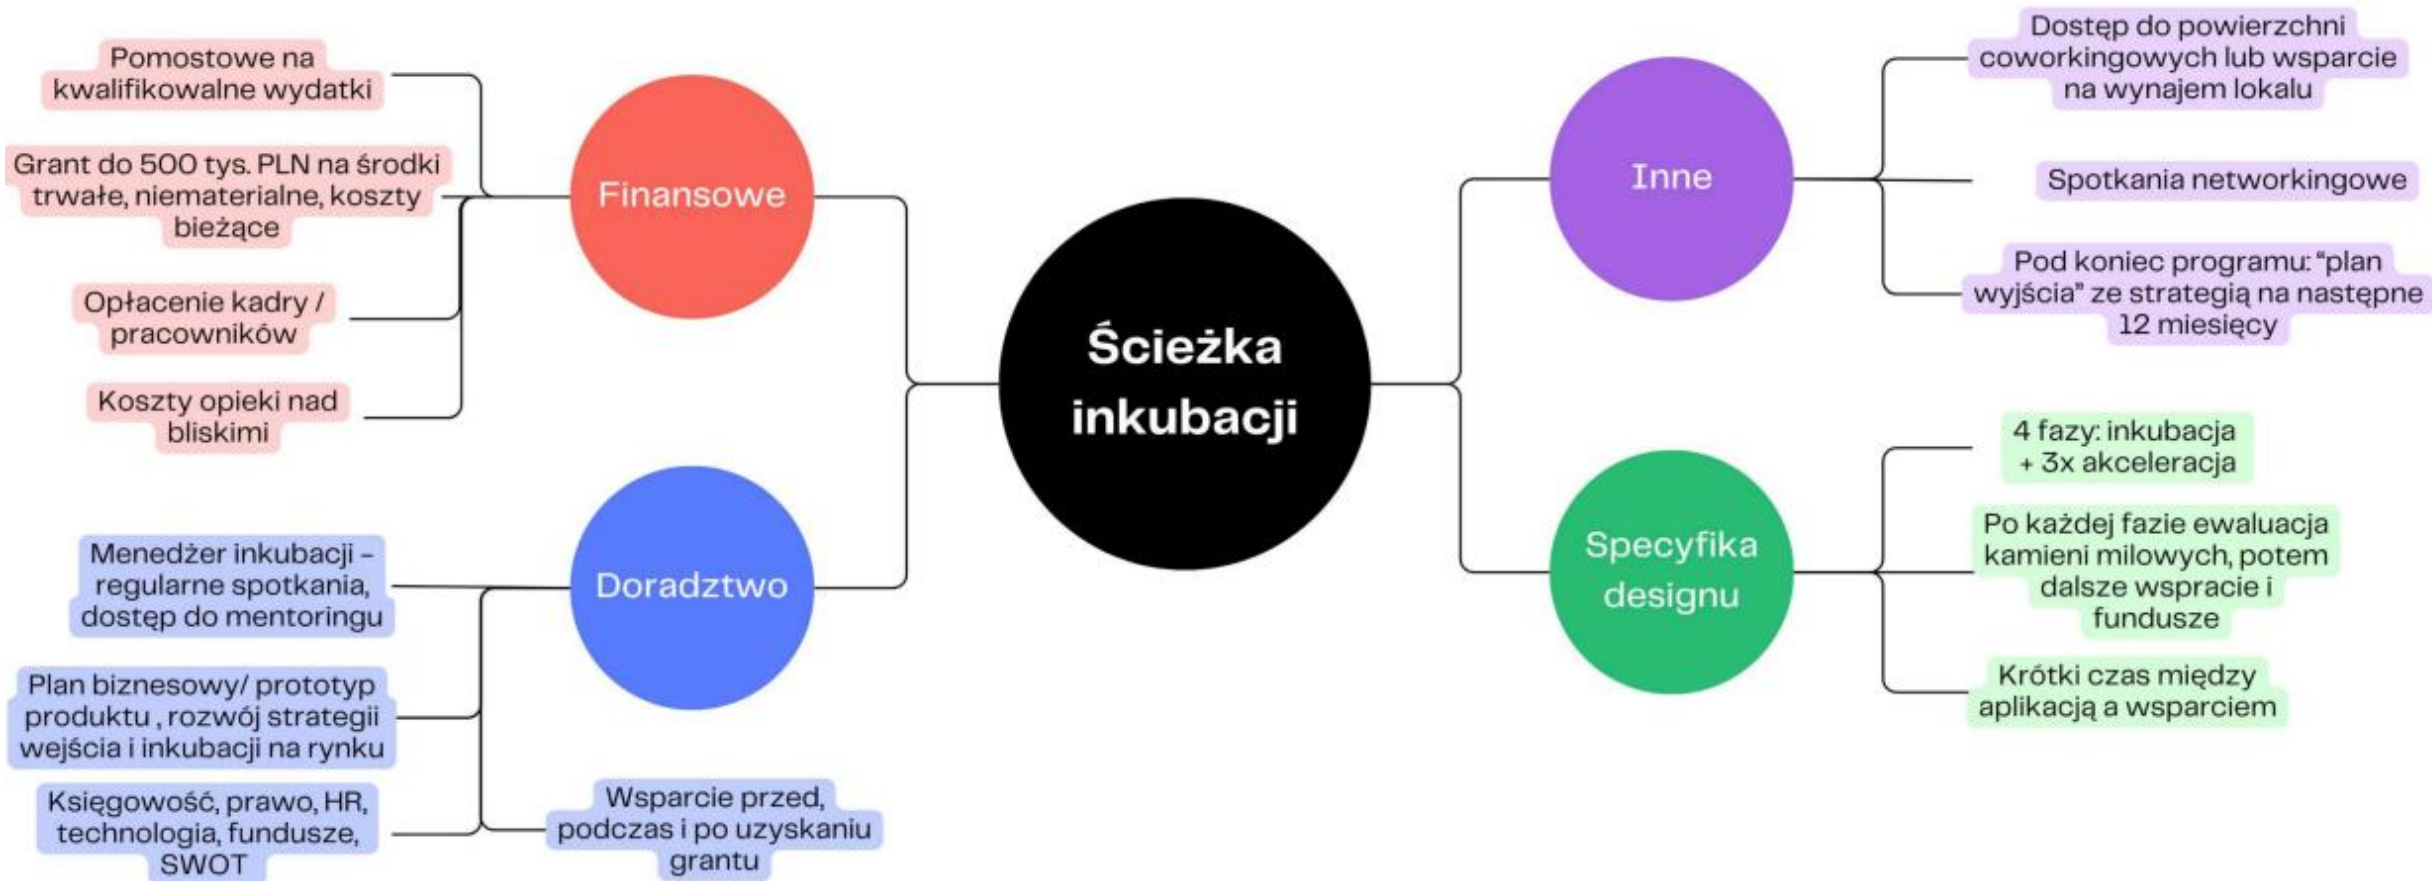 Ścieżka
inkubacji
Finansowe
Pomostowe na
kwalifikowalne wydatki
Grant do 500 tys. PLN na środki
trwałe, niematerialne, koszty
bieżące
Opłacenie kadry /
pracowników
Koszty opieki nad
bliskimi
Doradztwo
Menedżer inkubacji –
regularne spotkania,
dostęp do mentoringu
Plan biznesowy/ prototyp
produktu , rozwój strategii
wejścia i inkubacji na rynku
Księgowość, prawo, HR,
technologia, fundusze,
SWOT
Wsparcie przed,
podczas i po uzyskaniu
grantu
Inne
Dostęp do powierzchni
coworkingowych lub wsparcie
na wynajem lokalu
Spotkania networkingowe
Pod koniec programu: “plan
wyjścia” ze strategią na następne
12 miesięcy
Specyfika
designu
4 fazy: inkubacja
+ 3x akceleracja
Po każdej fazie ewaluacja
kamieni milowych, potem
dalsze wspracie i
fundusze
Krótki czas między
aplikacją a wsparciem